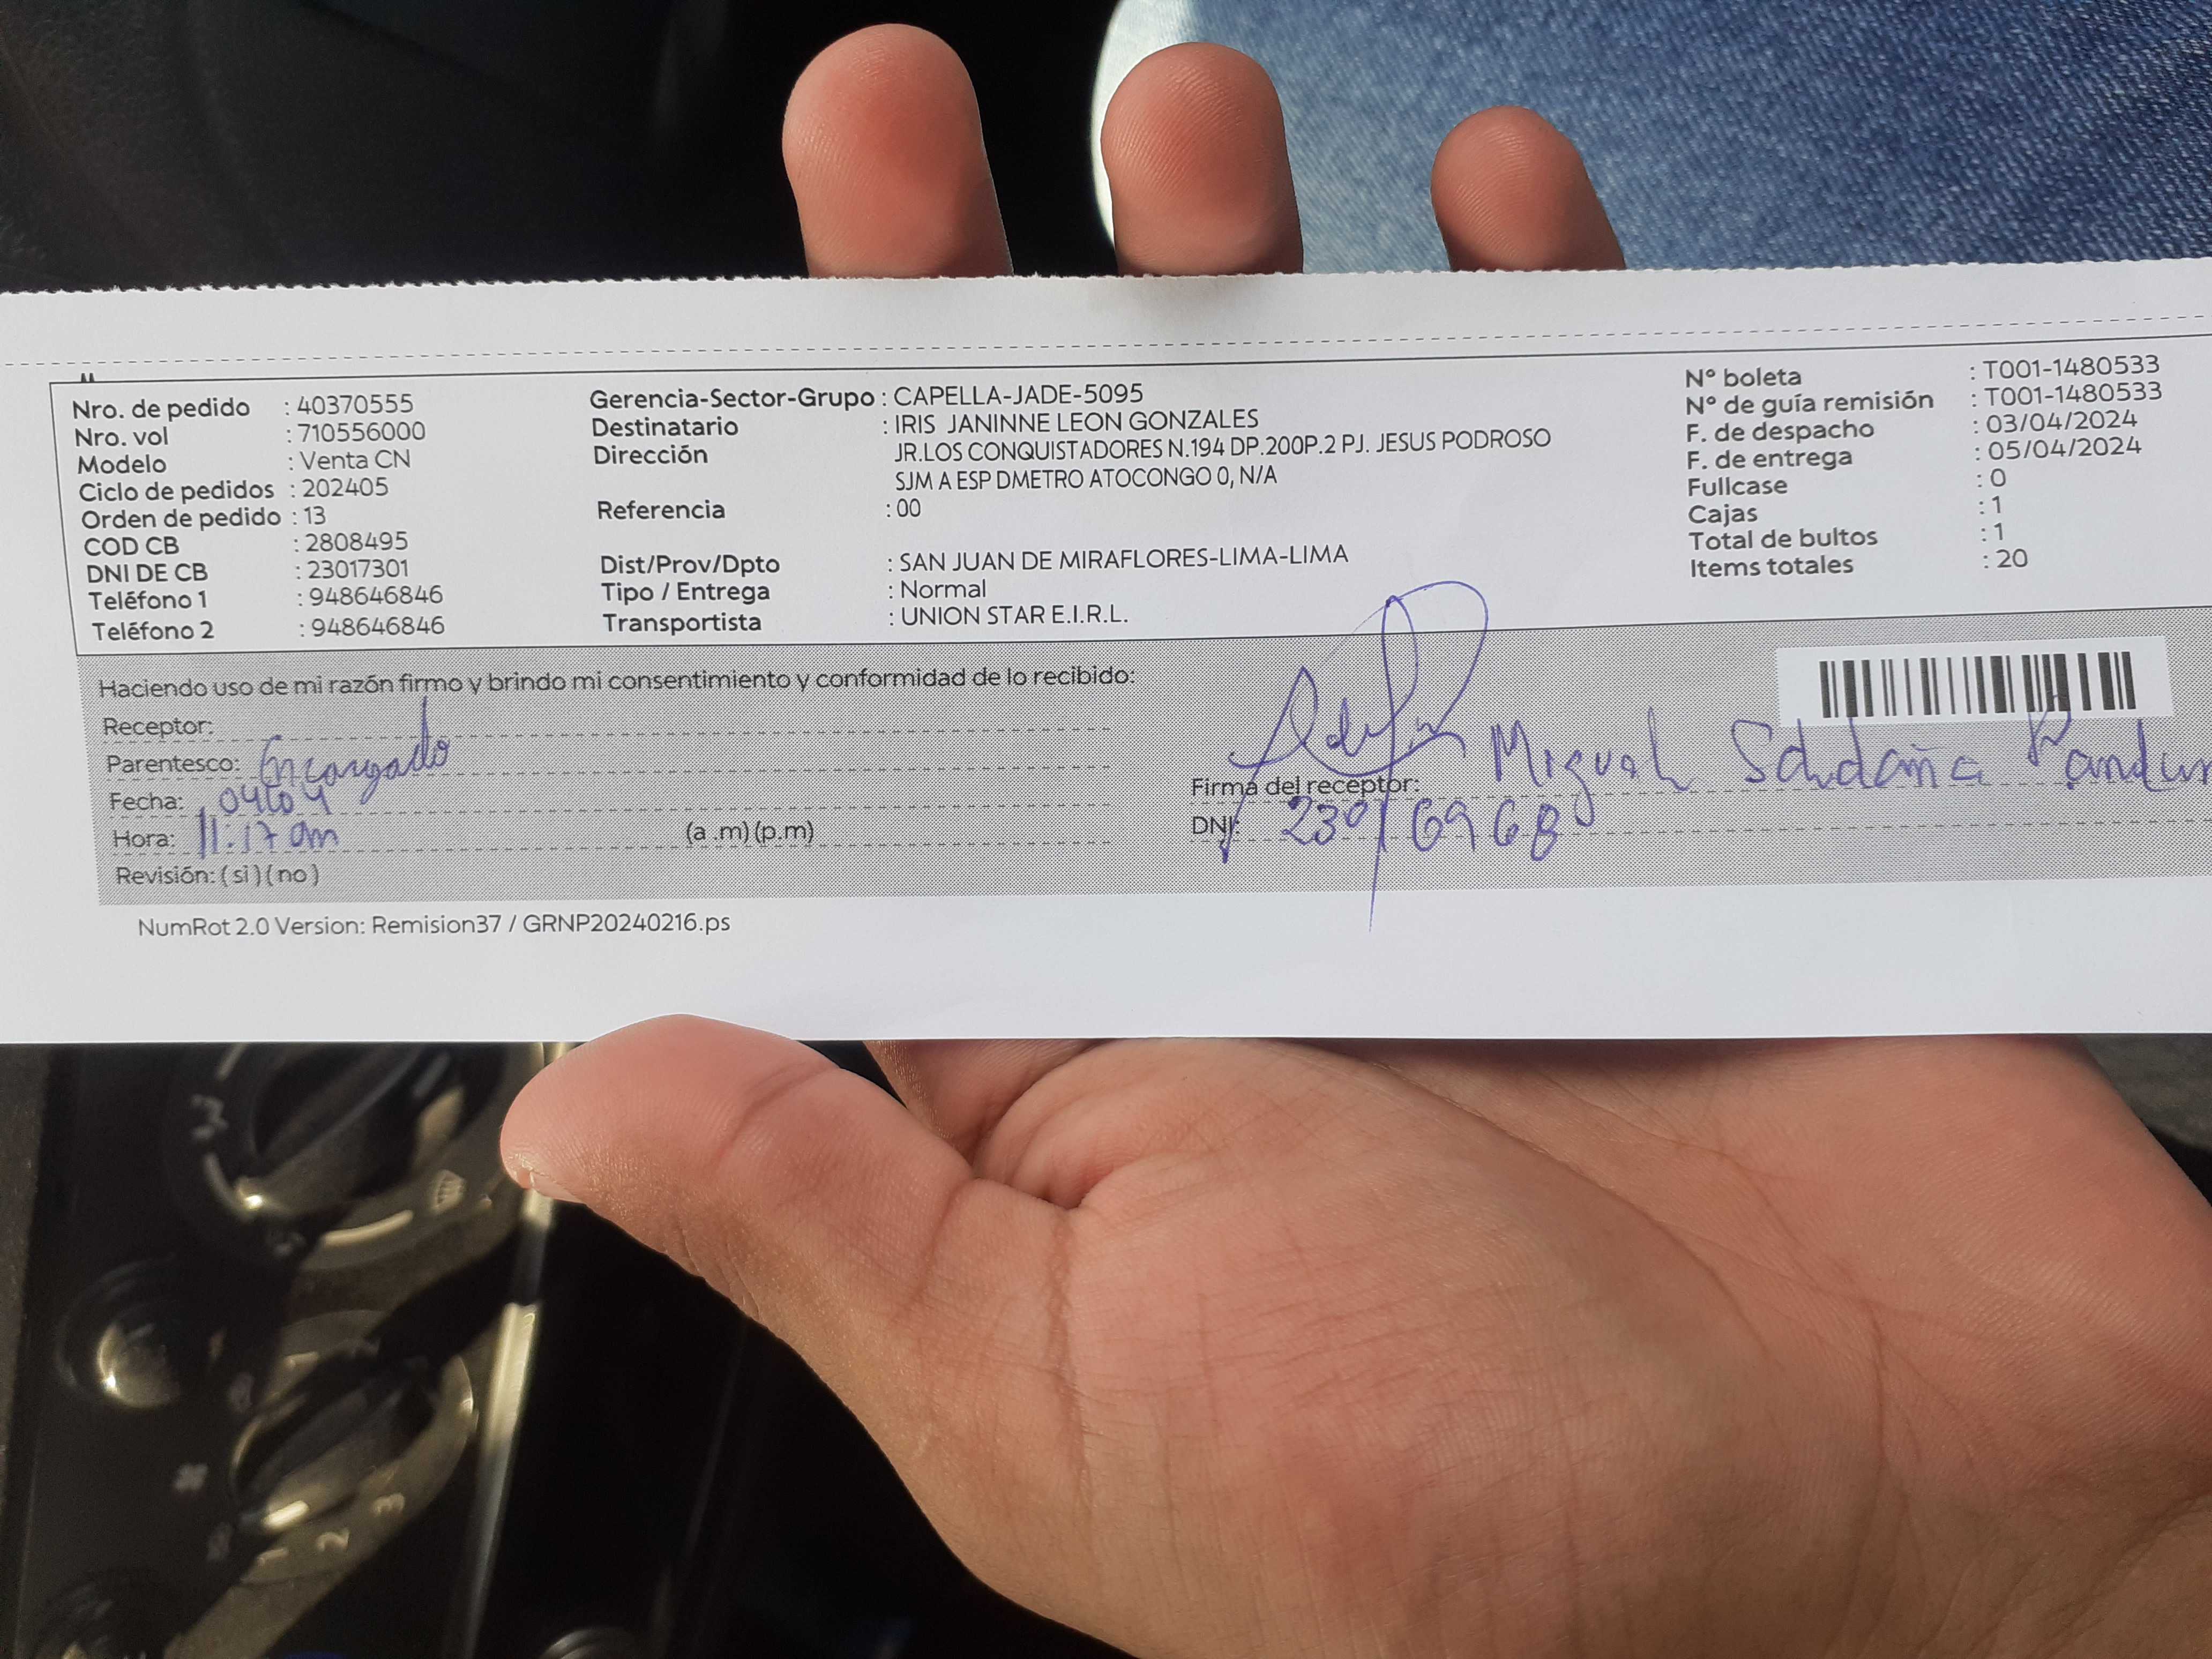 Nro. de pedido : 40370555
Nro. vol : 710556000
Modelo : Venta CN
Ciclo de pedidos : 202405
Orden de pedido : 13
COD CB : 2808495
DNI DE CB : 23017301
Teléfono 1 : 948646846
Teléfono 2 : 948646846
Gerencia-Sector-Grupo : CAPELLA-JADE-5095
Destinatario : IRIS JANINNE LEON GONZALES
Dirección JR.LOS CONQUISTADORES N.194 DP.200P.2 PJ. JESUS PODROSO
SJM A ESP DMETRO ATOCONGO 0, N/A
Referencia : 00
Dist/Prov/Dpto : SAN JUAN DE MIRAFLORES-LIMA-LIMA
Tipo / Entrega : Normal
Transportista : UNION STAR E.I.R.L.
N° boleta : T001-1480533
N° de guía remisión : T001-1480533
F. de despacho : 03/04/2024
F. de entrega : 05/04/2024
Fullcase : 0
Cajas : 1
Total de bultos : 1
Items totales : 20
Haciendo uso de mi razón firmo y brindo mi consentimiento y conformidad de lo recibido:
Receptor:
Parentesco: Encargado
Fecha:
Hora: 11:17 am (a .m) (p.m)
Revisión: ( si ) ( no )
Firma del receptor: Miguel Saldaña
DNI:
NumRot 2.0 Version: Remision37 / GRNP20240216.ps
1 2 3